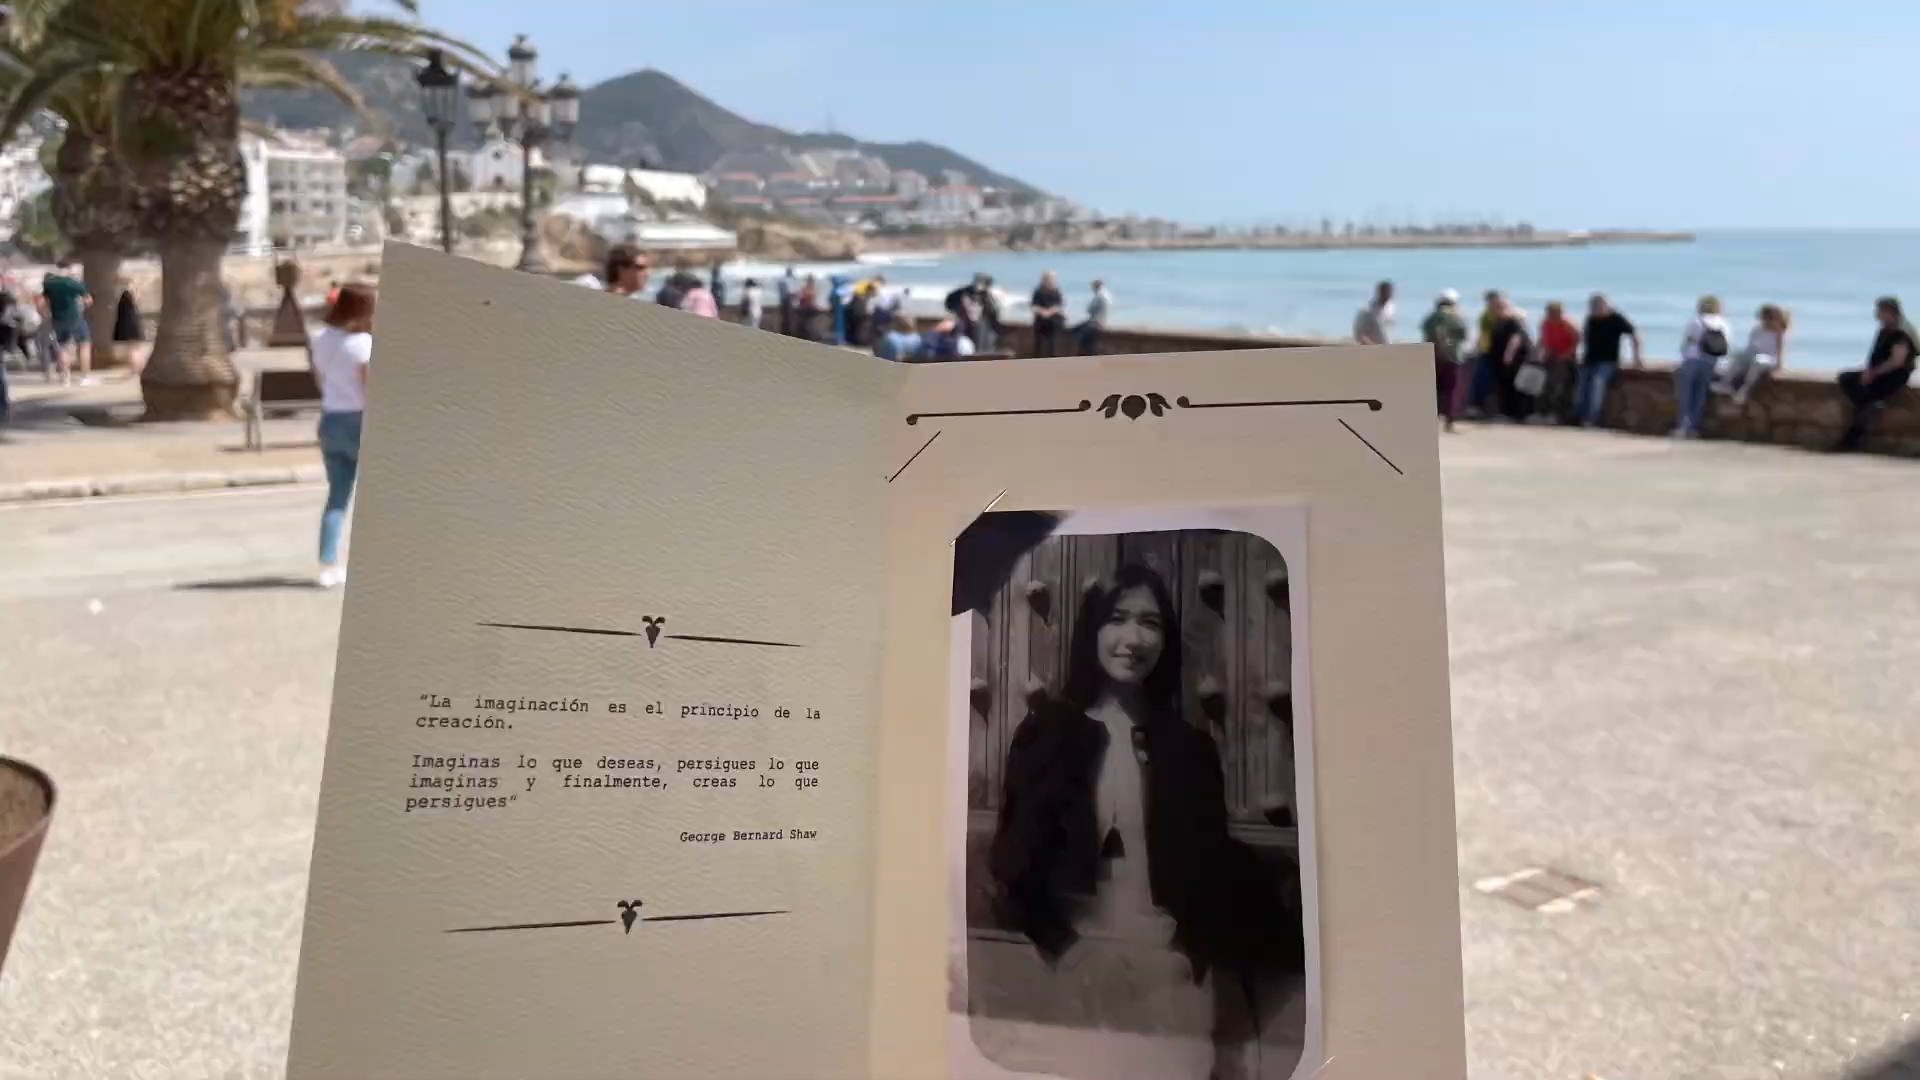 “La imaginación es el principio de la
creación.
Imaginas lo que deseas, persigues lo que
imaginas y finalmente, creas lo que
persigues”
George Bernard Shaw